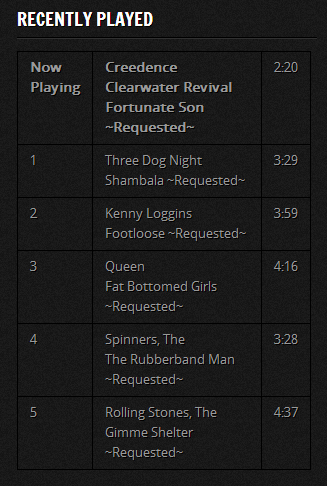 RECENTLY PLAYED
Now Playing
Creedence Clearwater Revival
Fortunate Son
~Requested~
2:20
1
Three Dog Night
Shambala ~Requested~
3:29
2
Kenny Loggins
Footloose ~Requested~
3:59
3
Queen
Fat Bottomed Girls
~Requested~
4:16
4
Spinners, The
The Rubberband Man
~Requested~
3:28
5
Rolling Stones, The
Gimme Shelter
~Requested~
4:37